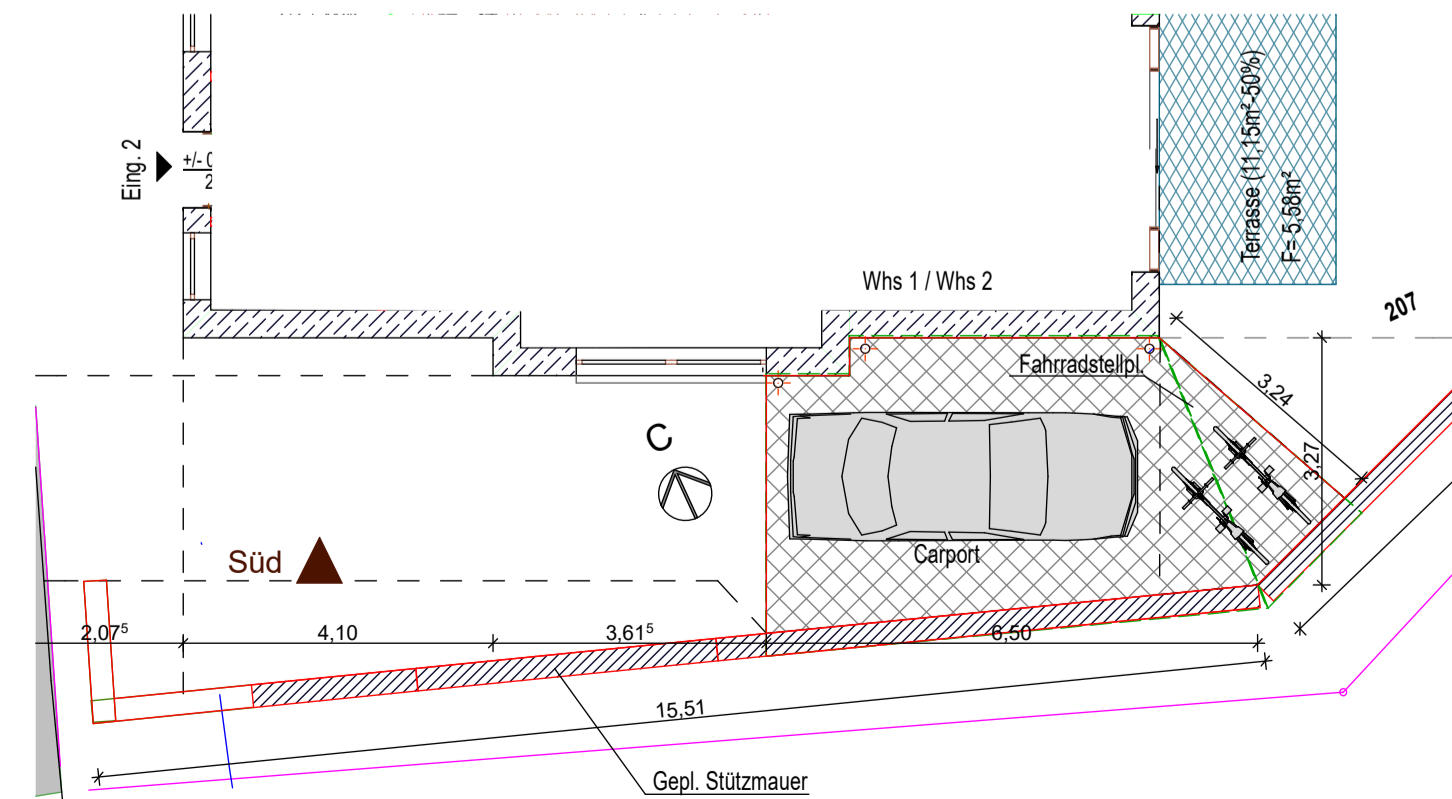 Eing. 2
+/- 0
2
Terrasse (11,15m²-50%)
F= 5,58m²
Whs 1 / Whs 2
207
Fahrradstellpl.
3,24
3,27
C
Süd
Carport
2,07⁵
4,10
3,61⁵
6,50
15,51
Gepl. Stützmauer